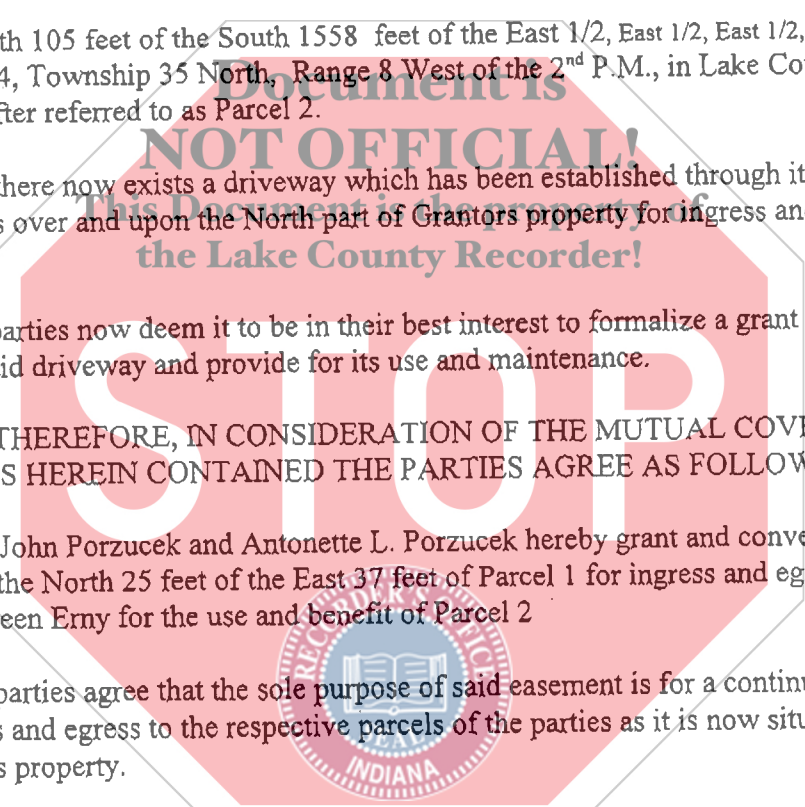 th 105 feet of the South 1558 feet of the East 1/2, East 1/2, East 1/2,
4, Township 35 North, Range 8 West of the 2nd P.M., in Lake Co
fter referred to as Parcel 2.
Document is
NOT OFFICIAL!
here now exists a driveway which has been established through it
s over and upon the North part of Grantors property for ingress an
This Document is the property of
the Lake County Recorder!
parties now deem it to be in their best interest to formalize a grant
id driveway and provide for its use and maintenance.
STOP
THEREFORE, IN CONSIDERATION OF THE MUTUAL COVE
S HEREIN CONTAINED THE PARTIES AGREE AS FOLLOW
John Porzucek and Antonette L. Porzucek hereby grant and conve
the North 25 feet of the East 37 feet of Parcel 1 for ingress and eg
een Erny for the use and benefit of Parcel 2
RECORDER'S OFFICE
parties agree that the sole purpose of said easement is for a continu
s and egress to the respective parcels of the parties as it is now situ
s property.
SEAL
INDIANA